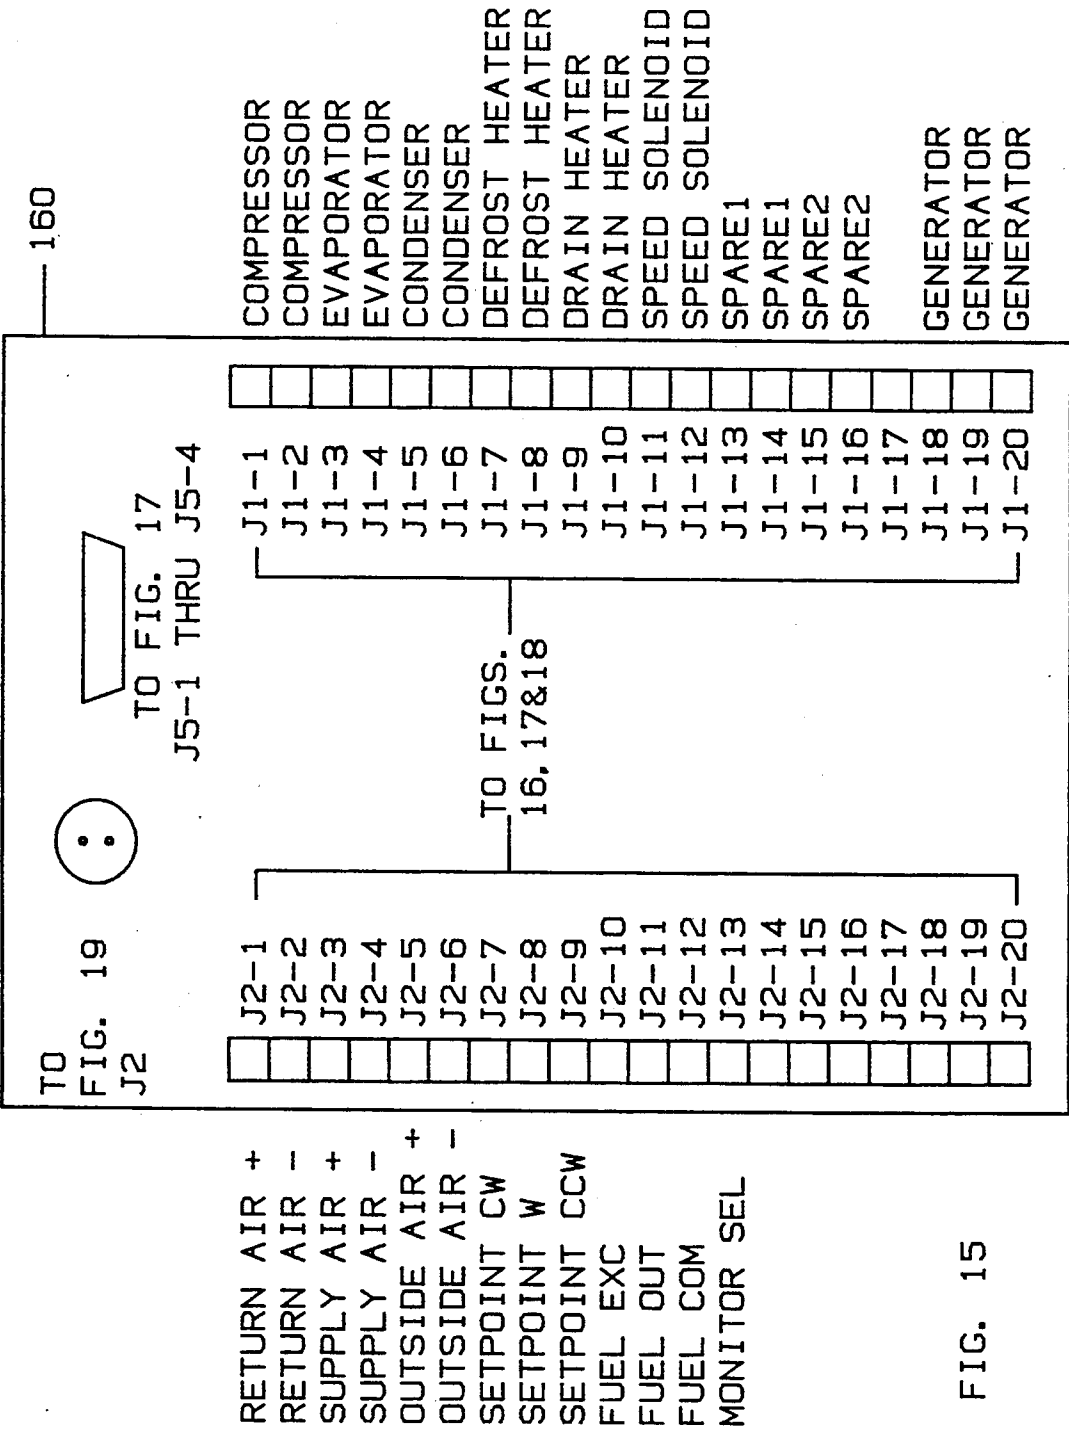 160
TO
FIG. 19
J2
TO FIG. 17
J5-1 THRU J5-4
RETURN AIR +
RETURN AIR -
SUPPLY AIR +
SUPPLY AIR -
OUTSIDE AIR +
OUTSIDE AIR -
SETPOINT CW
SETPOINT W
SETPOINT CCW
FUEL EXC
FUEL OUT
FUEL COM
MONITOR SEL
J2-1
J2-2
J2-3
J2-4
J2-5
J2-6
J2-7
J2-8
J2-9
J2-10
J2-11
J2-12
J2-13
J2-14
J2-15
J2-16
J2-17
J2-18
J2-19
J2-20
TO FIGS.
16, 17&18
J1-1
J1-2
J1-3
J1-4
J1-5
J1-6
J1-7
J1-8
J1-9
J1-10
J1-11
J1-12
J1-13
J1-14
J1-15
J1-16
J1-17
J1-18
J1-19
J1-20
COMPRESSOR
COMPRESSOR
EVAPORATOR
EVAPORATOR
CONDENSER
CONDENSER
DEFROST HEATER
DEFROST HEATER
DRAIN HEATER
DRAIN HEATER
SPEED SOLENOID
SPEED SOLENOID
SPARE1
SPARE1
SPARE2
SPARE2
GENERATOR
GENERATOR
GENERATOR
FIG. 15